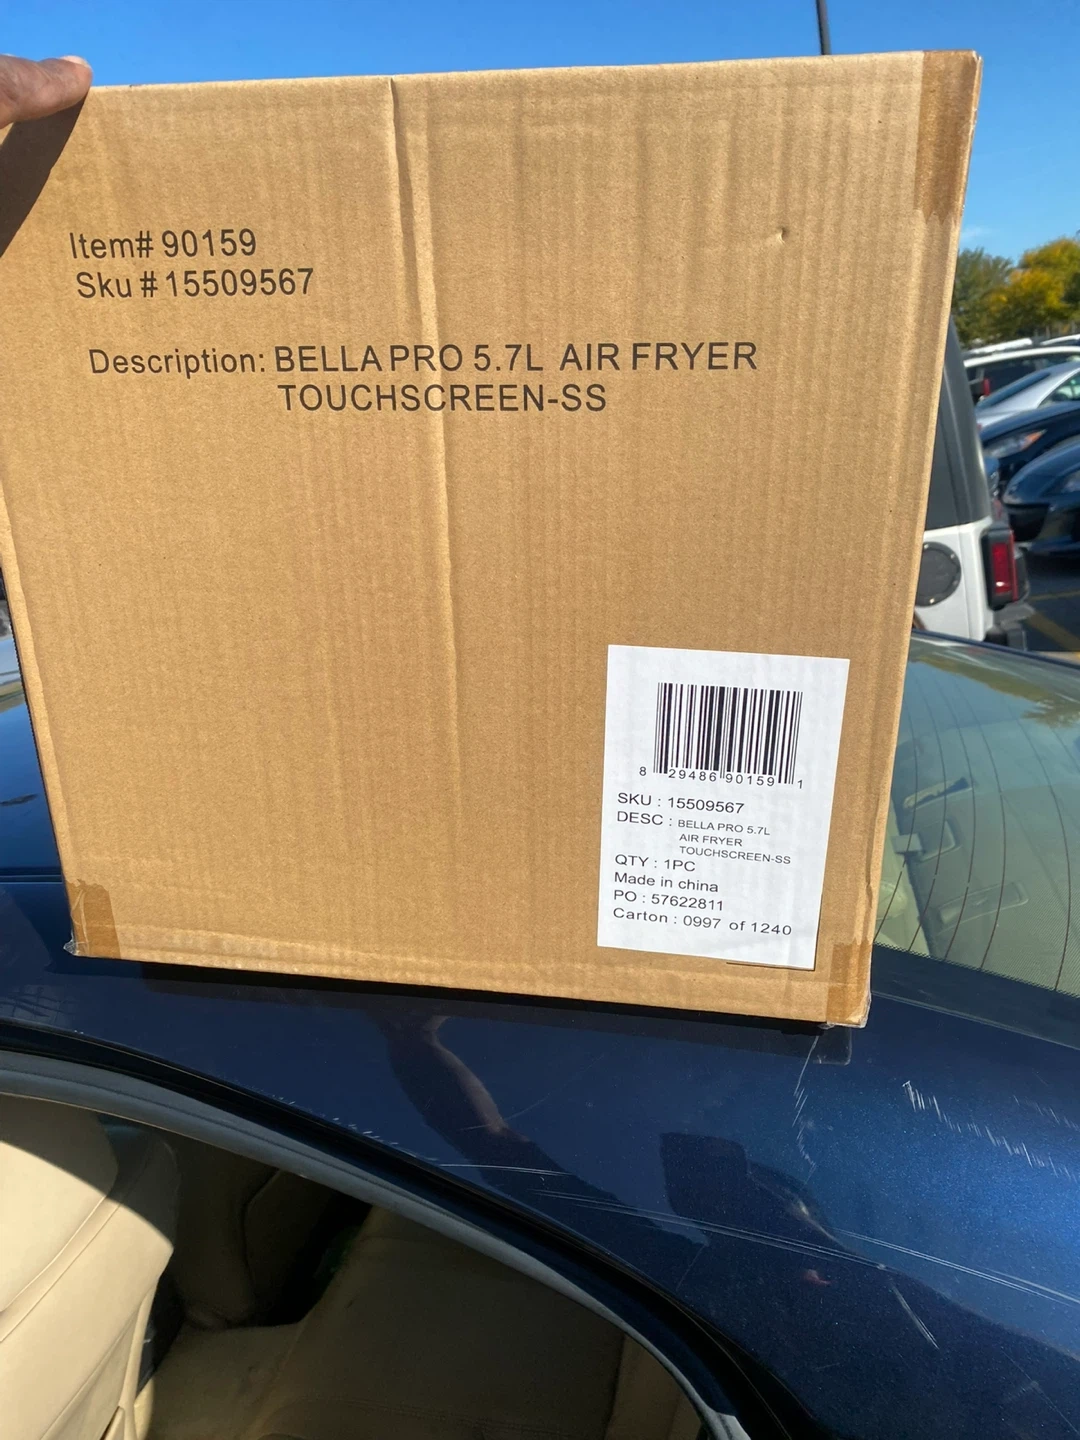 Item# 90159
Sku # 15509567
Description: BELLA PRO 5.7L AIR FRYER
TOUCHSCREEN-SS
8 29486 90159 1
SKU : 15509567
DESC : BELLA PRO 5.7L
AIR FRYER
TOUCHSCREEN-SS
QTY : 1PC
Made in china
PO : 57622811
Carton : 0997 of 1240